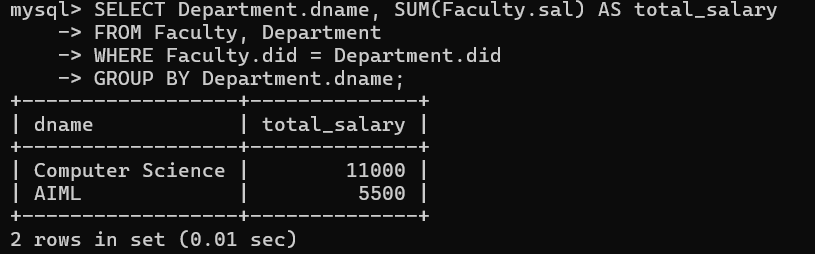 mysql> SELECT Department.dname, SUM(Faculty.sal) AS total_salary
    -> FROM Faculty, Department
    -> WHERE Faculty.did = Department.did
    -> GROUP BY Department.dname;
+------------------+--------------+
| dname            | total_salary |
+------------------+--------------+
| Computer Science |        11000 |
| AIML             |         5500 |
+------------------+--------------+
2 rows in set (0.01 sec)